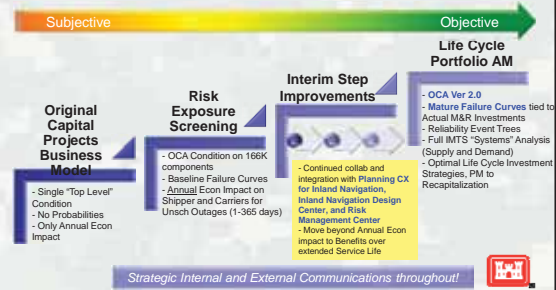 Subjective
Objective
Original
Capital
Projects
Business
Model
- Single "Top Level"
Condition
- No Probabilities
- Only Annual Econ
Impact
Risk
Exposure
Screening
- OCA Condition on 166K
components
- Baseline Failure Curves
- Annual Econ Impact on
Shipper and Carriers for
Unsch Outages (1-365 days)
Interim Step
Improvements
- Continued collab and
integration with Planning CX
for Inland Navigation,
Inland Navigation Design
Center, and Risk
Management Center
- Move beyond Annual Econ
impact to Benefits over
extended Service Life
Life Cycle
Portfolio AM
- OCA Ver 2.0
- Mature Failure Curves tied to
Actual M&R Investments
- Reliability Event Trees
- Full IMTS "Systems" Analysis
(Supply and Demand)
- Optimal Life Cycle Investment
Strategies, PM to
Recapitalization
Strategic Internal and External Communications throughout!